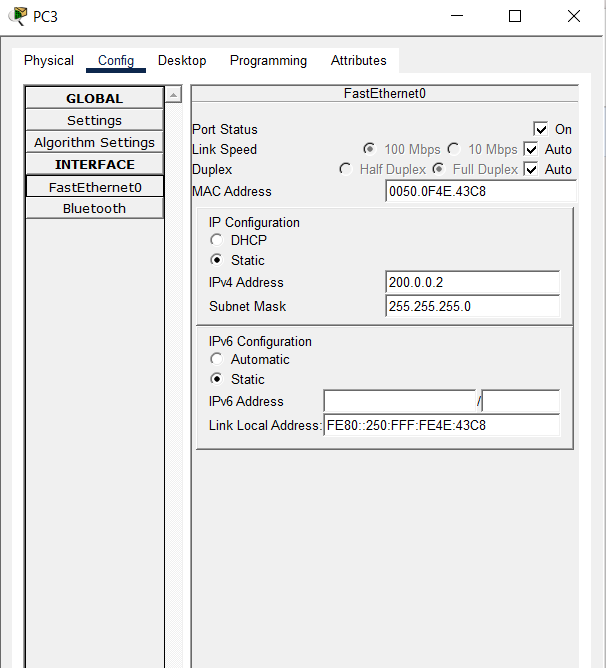 PC3
Physical Config Desktop Programming Attributes
GLOBAL
Settings
Algorithm Settings
INTERFACE
FastEthernet0
Bluetooth
FastEthernet0
Port Status On
Link Speed 100 Mbps 10 Mbps Auto
Duplex Half Duplex Full Duplex Auto
MAC Address 0050.0F4E.43C8
IP Configuration
DHCP
Static
IPv4 Address 200.0.0.2
Subnet Mask 255.255.255.0
IPv6 Configuration
Automatic
Static
IPv6 Address /
Link Local Address: FE80::250:FFF:FE4E:43C8